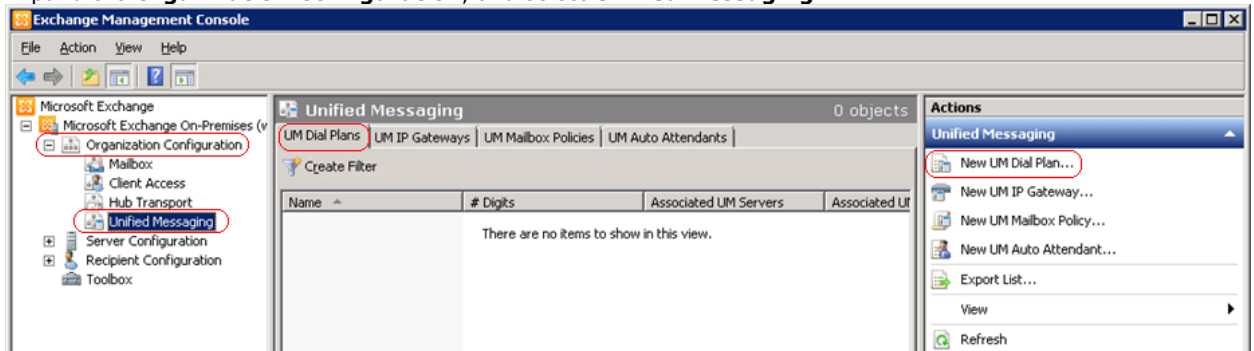 Exchange Management Console
File Action View Help
Microsoft Exchange
Microsoft Exchange On-Premises (v
Organization Configuration
Mailbox
Client Access
Hub Transport
Unified Messaging
Server Configuration
Recipient Configuration
Toolbox
Unified Messaging 0 objects
UM Dial Plans UM IP Gateways UM Mailbox Policies UM Auto Attendants
Create Filter
Name # Digits Associated UM Servers Associated UM
There are no items to show in this view.
Actions
Unified Messaging
New UM Dial Plan...
New UM IP Gateway...
New UM Mailbox Policy...
New UM Auto Attendant...
Export List...
View
Refresh